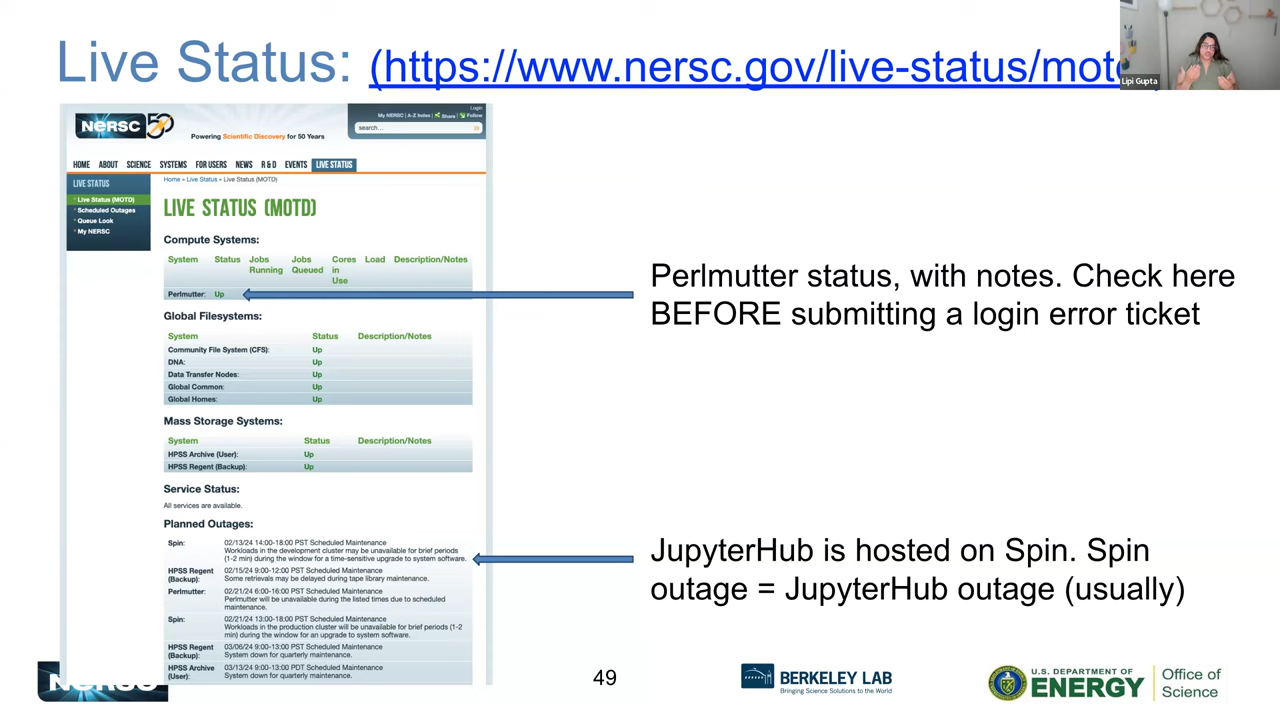 Live Status: (https://www.nersc.gov/live-status/mot
Lipi Gupta
NERSC 50
Powering Scientific Discovery for 50 Years
Login
My NERSC | A-Z Index | Share | Follow
search...
HOME ABOUT SCIENCE SYSTEMS FOR USERS NEWS R & D EVENTS LIVE STATUS
LIVE STATUS
Live Status (MOTD)
Scheduled Outages
Queue Look
My NERSC
Home » Live Status » Live Status (MOTD)
LIVE STATUS (MOTD)
Compute Systems:
System Status Jobs Running Jobs Queued Cores in Use Load Description/Notes
Perlmutter: Up
Global Filesystems:
System Status Description/Notes
Community File System (CFS): Up
DNA: Up
Data Transfer Nodes: Up
Global Common: Up
Global Homes: Up
Mass Storage Systems:
System Status Description/Notes
HPSS Archive (User): Up
HPSS Regent (Backup): Up
Service Status:
All services are available.
Planned Outages:
Spin: 02/13/24 14:00-18:00 PST Scheduled Maintenance
Workloads in the development cluster may be unavailable for brief periods
(1-2 min) during the window for a time-sensitive upgrade to system software.
HPSS Regent (Backup): 02/15/24 9:00-12:00 PST Scheduled Maintenance
Some retrievals may be delayed during tape library maintenance.
Perlmutter: 02/21/24 6:00-16:00 PST Scheduled Maintenance
Perlmutter will be unavailable during the listed times due to scheduled
maintenance.
Spin: 02/21/24 13:00-18:00 PST Scheduled Maintenance
Workloads in the production cluster will be unavailable for brief periods (1-2
min) during the window for an upgrade to system software.
HPSS Regent (Backup): 03/06/24 9:00-13:00 PST Scheduled Maintenance
System down for quarterly maintenance.
HPSS Archive (User): 03/13/24 9:00-13:00 PDT Scheduled Maintenance
System down for quarterly maintenance.
Perlmutter status, with notes. Check here
BEFORE submitting a login error ticket
JupyterHub is hosted on Spin. Spin
outage = JupyterHub outage (usually)
NERSC
49
BERKELEY LAB
Bringing Science Solutions to the World
U.S. DEPARTMENT OF
ENERGY
Office of
Science